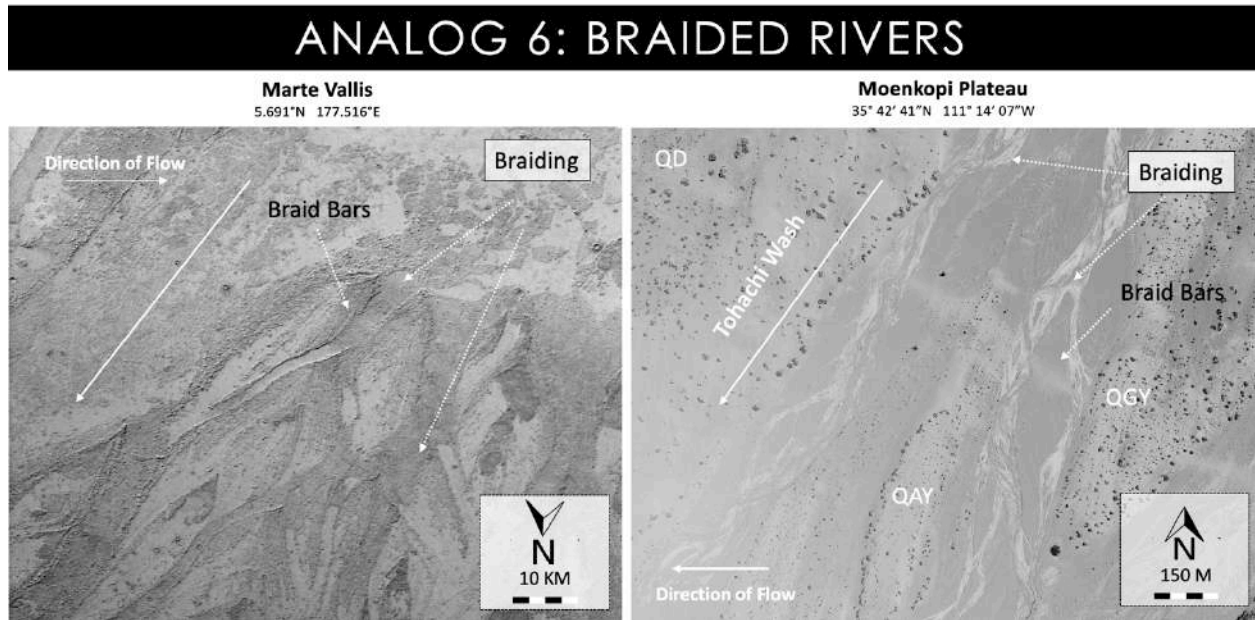 ANALOG 6: BRAIDED RIVERS
Marte Vallis
5.691°N 177.516°E
Direction of Flow
Braiding
Braid Bars
N
10 KM
Moenkopi Plateau
35° 42′ 41″N 111° 14′ 07″W
QD
Braiding
Tohachi Wash
Braid Bars
QGY
QAY
N
150 M
Direction of Flow